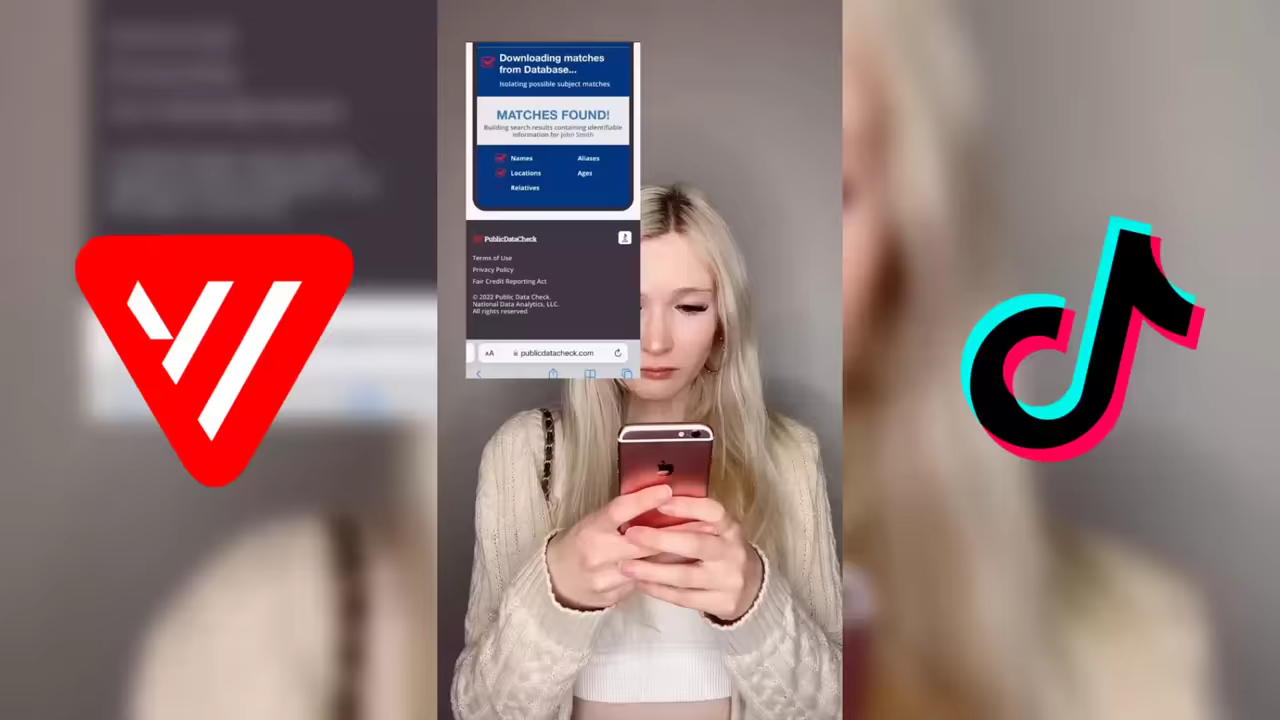 Downloading matches
from Database...
Isolating possible subject matches
MATCHES FOUND!
Building search results containing identifiable
information for John Smith
Names
Aliases
Locations
Ages
Relatives
PublicDataCheck
Terms of Use
Privacy Policy
Fair Credit Reporting Act
© 2022 Public Data Check.
National Data Analytics, LLC.
All rights reserved
AA publicdatacheck.com